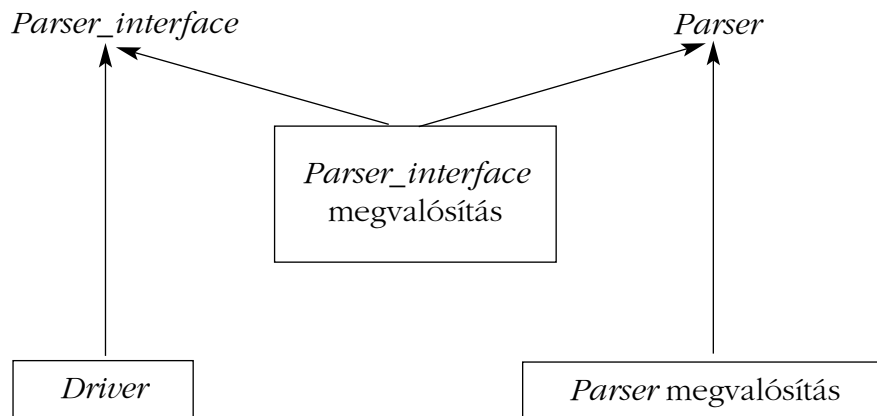 Parser_interface
Parser
Parser_interface
megvalósítás
Driver
Parser megvalósítás